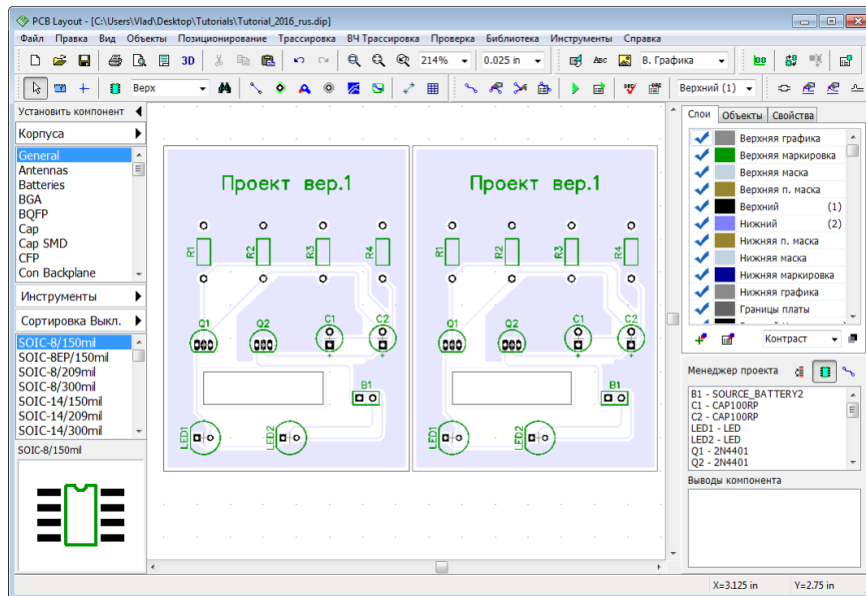 PCB Layout - [C:\Users\Vlad\Desktop\Tutorials\Tutorial_2016_rus.dip]
Файл Правка Вид Объекты Позиционирование Трассировка ВЧ Трассировка Проверка Библиотека Инструменты Справка
3D 214% 0.025 in Abc В. Графика
Верх Верхний (1)
Установить компонент
Корпуса
General
Antennas
Batteries
BGA
BQFP
Cap
Cap SMD
CFP
Con Backplane
Инструменты
Сортировка Выкл.
SOIC-8/150mil
SOIC-8EP/150mil
SOIC-8/209mil
SOIC-8/300mil
SOIC-14/150mil
SOIC-14/209mil
SOIC-14/300mil
SOIC-8/150mil
Проект вер.1
R1 R2 R3 R4
Q1 Q2 C1 C2
B1
LED1 LED2
Проект вер.1
R1 R2 R3 R4
Q1 Q2 C1 C2
B1
LED1 LED2
Слои Объекты Свойства
Верхняя графика
Верхняя маркировка
Верхняя маска
Верхняя п. маска
Верхний (1)
Нижний (2)
Нижняя п. маска
Нижняя маска
Нижняя маркировка
Нижняя графика
Границы платы
Контраст
Менеджер проекта
B1 - SOURCE_BATTERY2
C1 - CAP100RP
C2 - CAP100RP
LED1 - LED
LED2 - LED
Q1 - 2N4401
Q2 - 2N4401
Выводы компонента
X=3.125 in Y=2.75 in